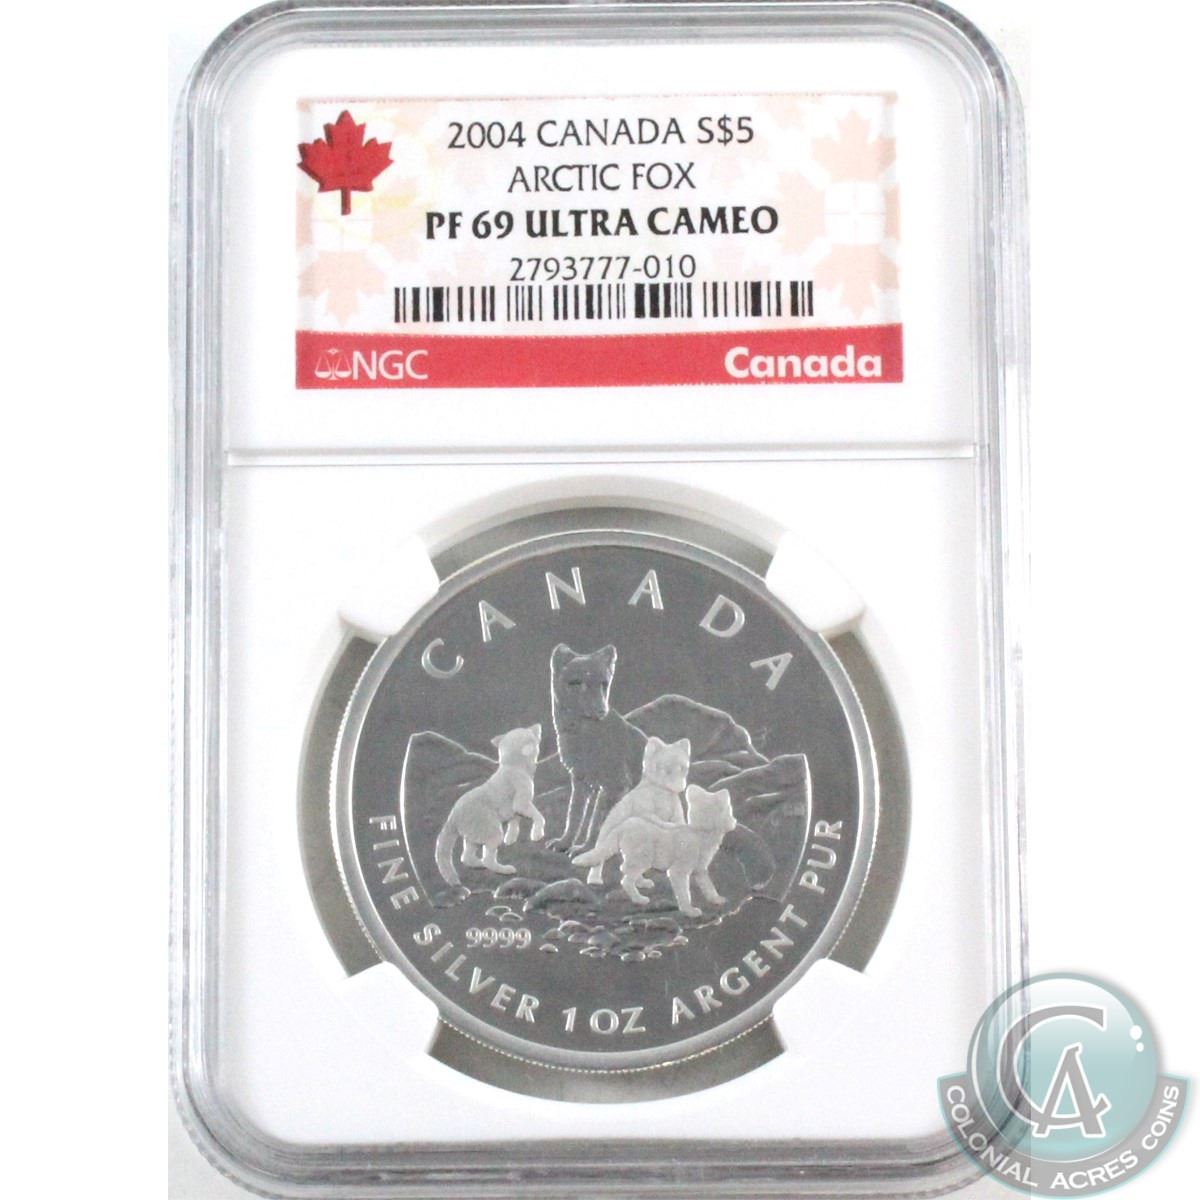 2004 CANADA S$5
ARCTIC FOX
PF 69 ULTRA CAMEO
2793777-010
NGC
Canada
CANADA
9999
FINE SILVER 1 OZ ARGENT PUR
CA
COLONIAL ACRES COINS